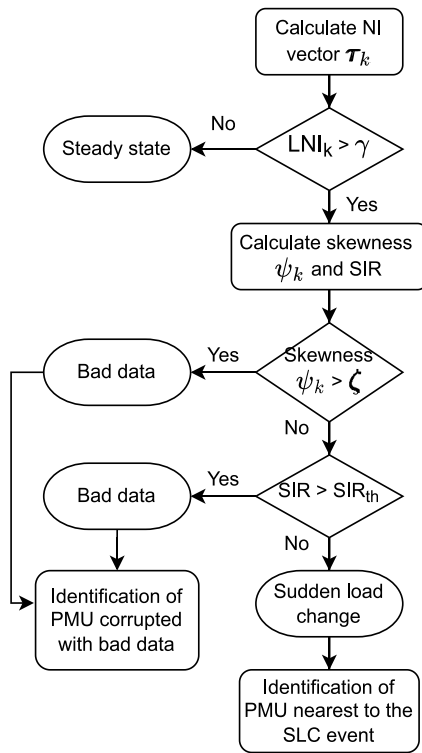 Calculate NI
vector 𝝉ₖ
No
LNIₖ > γ
Steady state
Yes
Calculate skewness
ψₖ and SIR
Yes
Skewness
ψₖ > ζ
Bad data
No
Yes
SIR > SIR_th
Bad data
No
Identification of
PMU corrupted
with bad data
Sudden load
change
Identification of
PMU nearest to the
SLC event